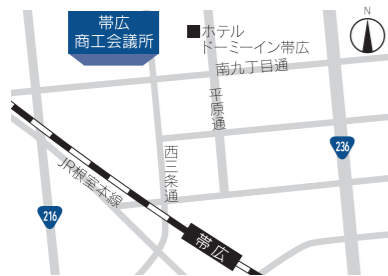 帯広
商工会議所
ホテル
ドーミーイン帯広
N
南九丁目通
平原通
西三条通
236
JR根室本線
216
帯広